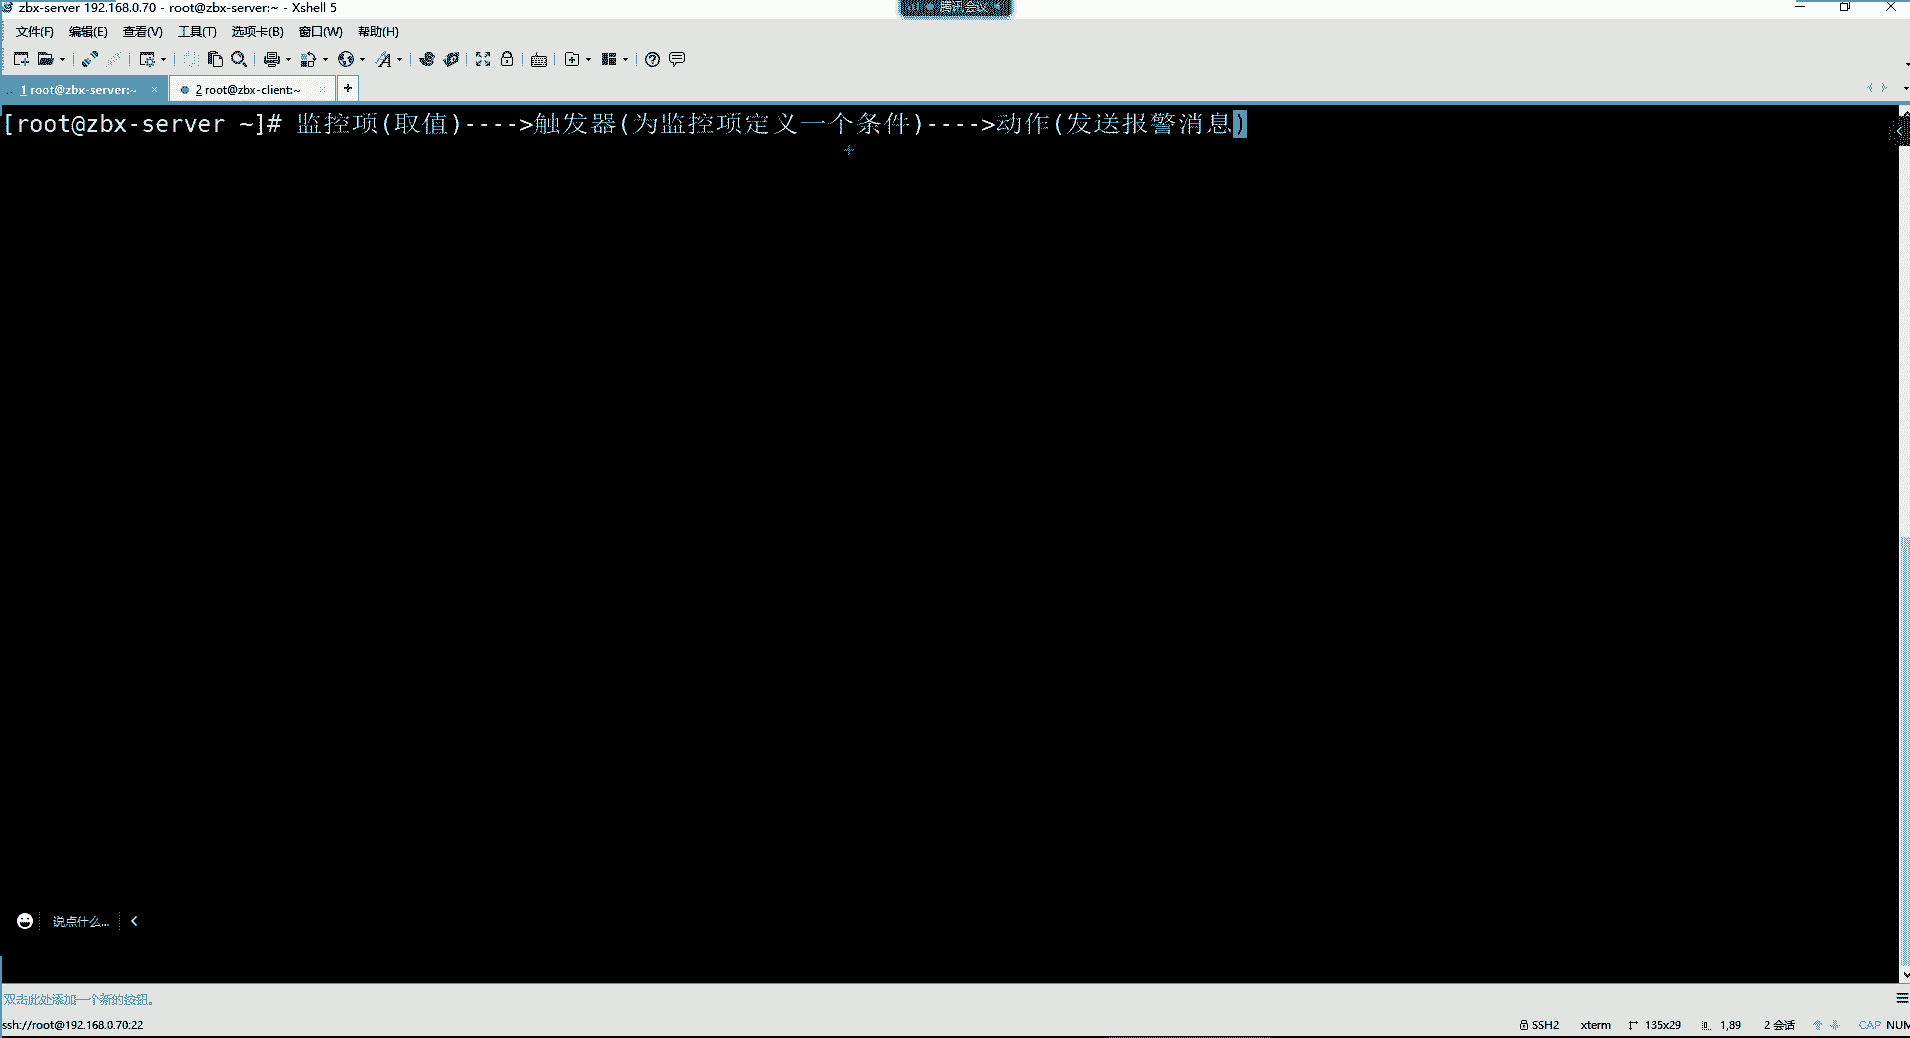 zbx-server 192.168.0.70 - root@zbx-server:~ - Xshell 5
腾讯会议
文件(F) 编辑(E) 查看(V) 工具(T) 选项卡(B) 窗口(W) 帮助(H)
1 root@zbx-server:~ × 2 root@zbx-client:~ × +
[root@zbx-server ~]# 监控项(取值)---->触发器(为监控项定义一个条件)---->动作(发送报警消息)
说点什么...
双击此处添加一个新的按钮。
ssh://root@192.168.0.70:22 SSH2 xterm 135x29 1,89 2 会话 CAP NUM